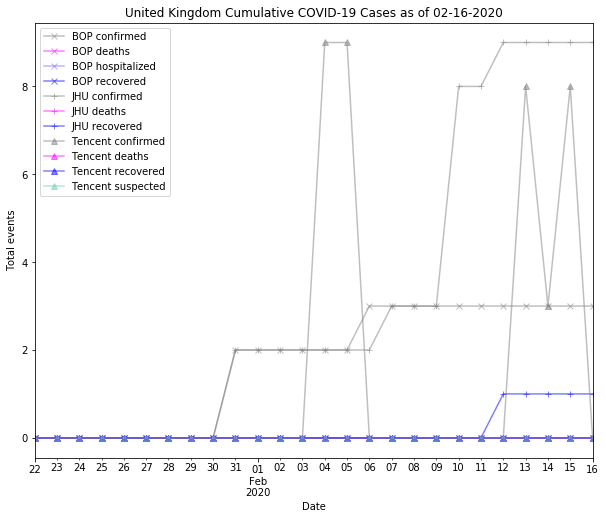 United Kingdom Cumulative COVID-19 Cases as of 02-16-2020
BOP confirmed
BOP deaths
BOP hospitalized
BOP recovered
JHU confirmed
JHU deaths
JHU recovered
Tencent confirmed
Tencent deaths
Tencent recovered
Tencent suspected
Total events
8
6
4
2
0
22 23 24 25 26 27 28 29 30 31 01 02 03 04 05 06 07 08 09 10 11 12 13 14 15 16
Feb
2020
Date